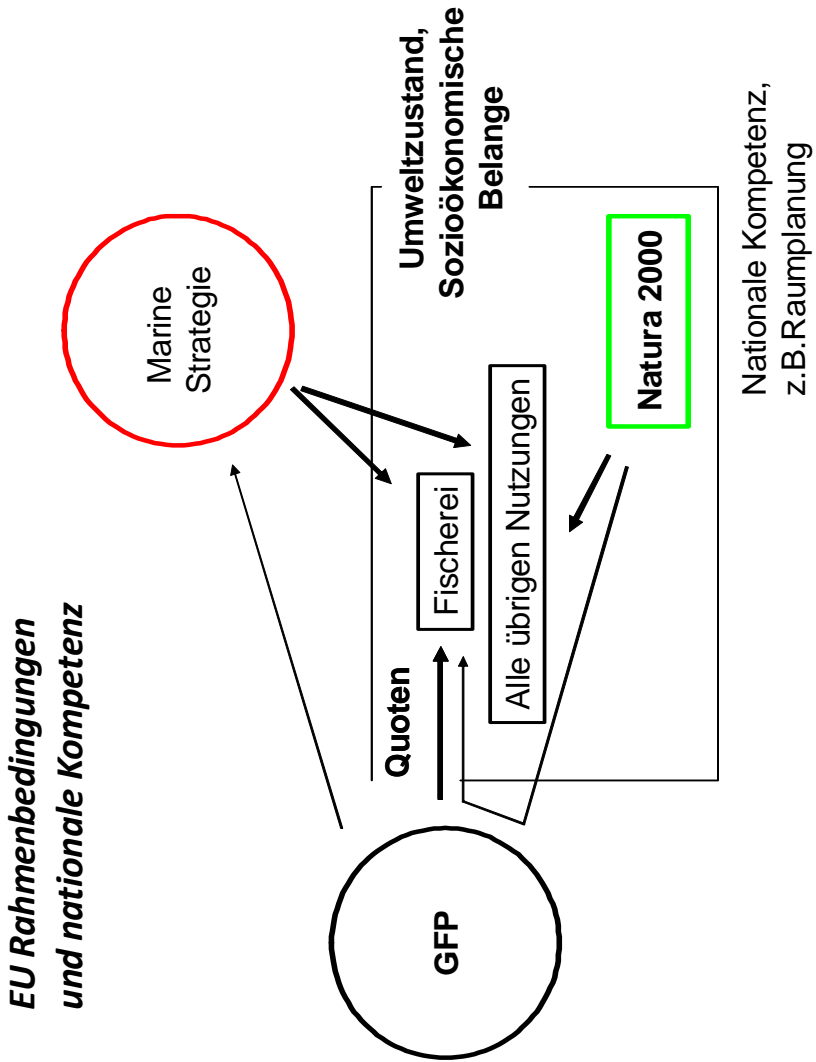 EU Rahmenbedingungen
und nationale Kompetenz
Marine
Strategie
Umweltzustand,
Sozioökonomische
Belange
Quoten
Fischerei
GFP
Alle übrigen Nutzungen
Natura 2000
Nationale Kompetenz,
z.B.Raumplanung